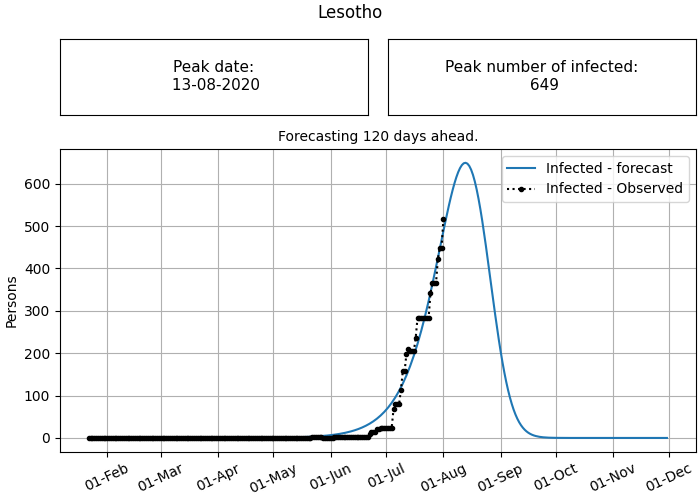 Lesotho
Peak date:
13-08-2020
Peak number of infected:
649
Forecasting 120 days ahead.
Infected - forecast
Infected - Observed
Persons
600
500
400
300
200
100
0
01-Feb
01-Mar
01-Apr
01-May
01-Jun
01-Jul
01-Aug
01-Sep
01-Oct
01-Nov
01-Dec